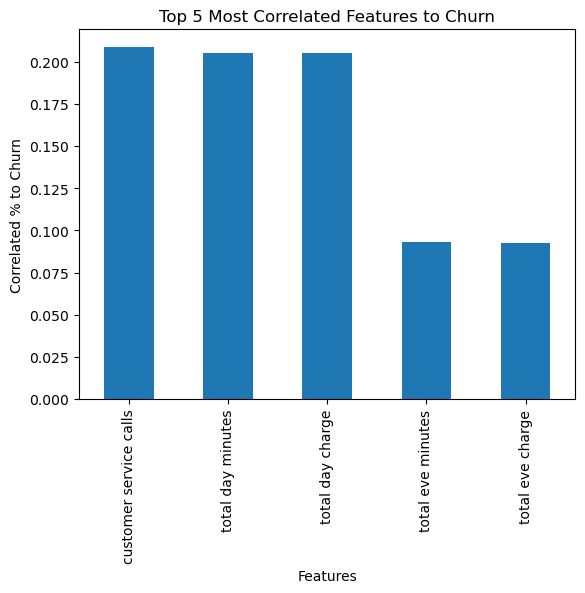 Top 5 Most Correlated Features to Churn
Correlated % to Churn
0.200
0.175
0.150
0.125
0.100
0.075
0.050
0.025
0.000
customer service calls
total day minutes
total day charge
total eve minutes
total eve charge
Features